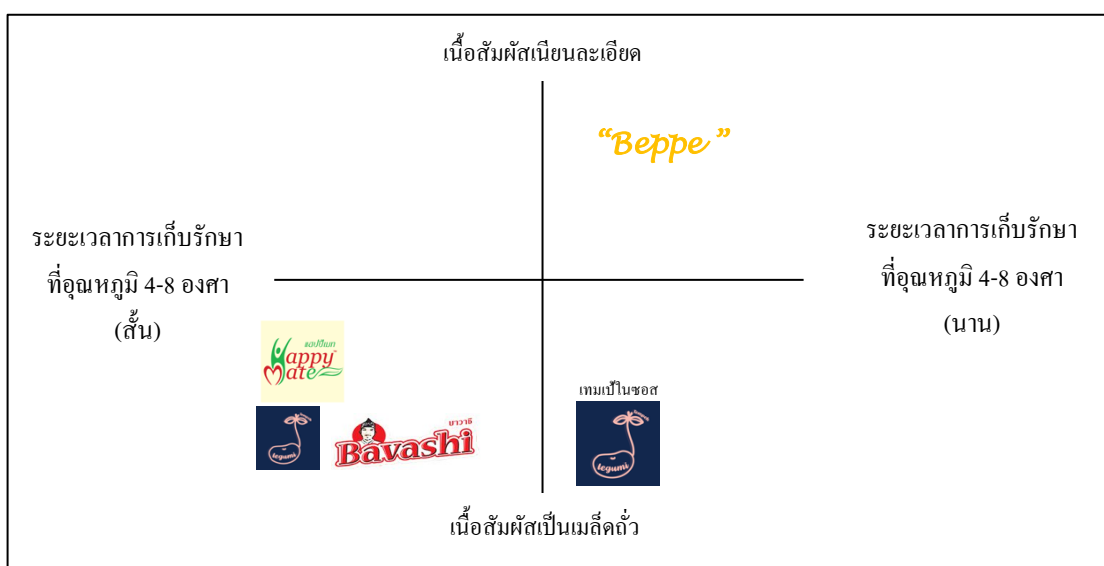 เนื้อสัมผัสเนียนละเอียด
“Beppe ”
ระยะเวลาการเก็บรักษา
ที่อุณหภูมิ 4-8 องศา
(สั้น)
ระยะเวลาการเก็บรักษา
ที่อุณหภูมิ 4-8 องศา
(นาน)
แฮปปี้เมท
Happy
Mate
legumi
บาวาชิ
Bavashi
เทมเป้ในซอส
legumi
เนื้อสัมผัสเป็นเมล็ดถั่ว